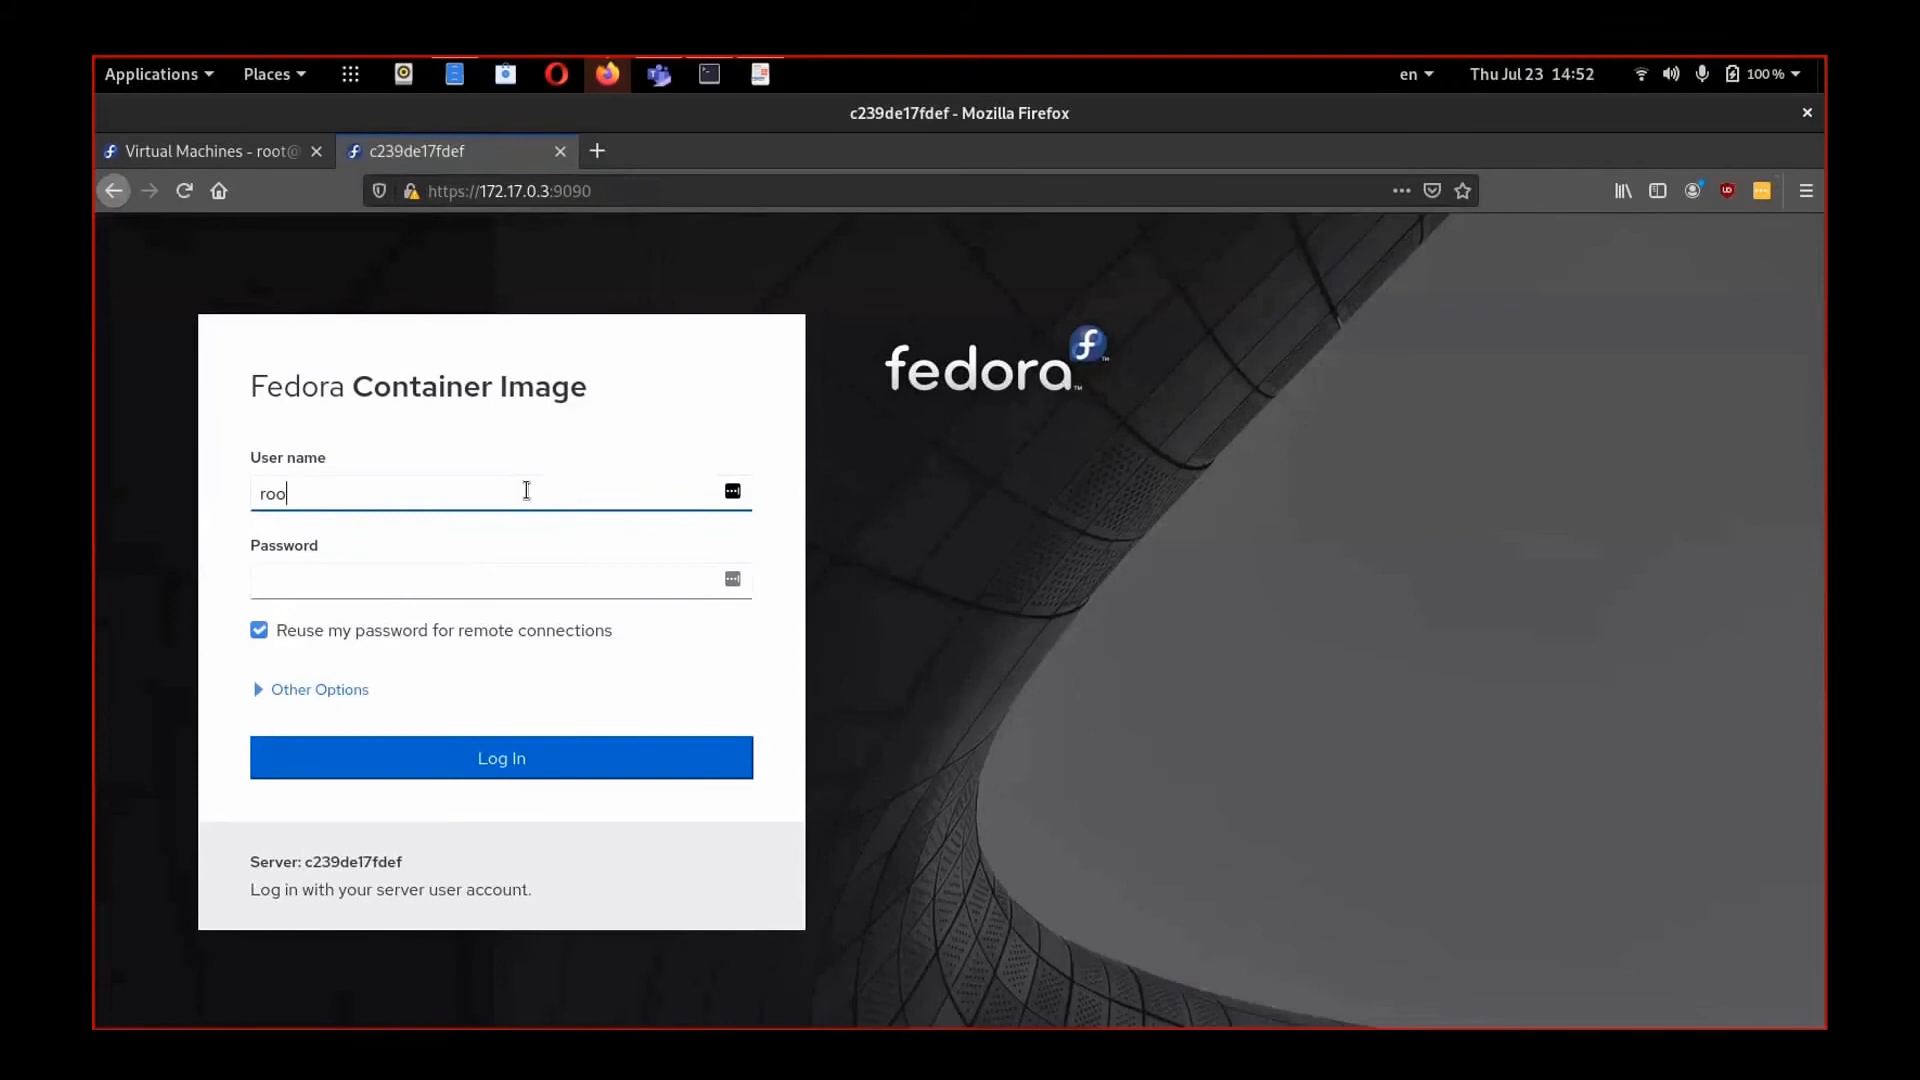 Applications
Places
en
Thu Jul 23 14:52
100 %
c239de17fdef - Mozilla Firefox
Virtual Machines - root@
c239de17fdef
https://172.17.0.3:9090
Fedora Container Image
User name
roo
Password
Reuse my password for remote connections
Other Options
Log In
Server: c239de17fdef
Log in with your server user account.
fedora